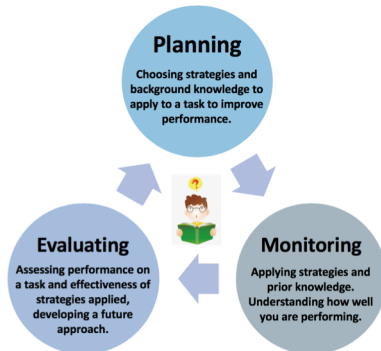 Planning
Choosing strategies and
background knowledge to
apply to a task to improve
performance.
?
Evaluating
Assessing performance on
a task and effectiveness of
strategies applied,
developing a future
approach.
Monitoring
Applying strategies and
prior knowledge.
Understanding how well
you are performing.